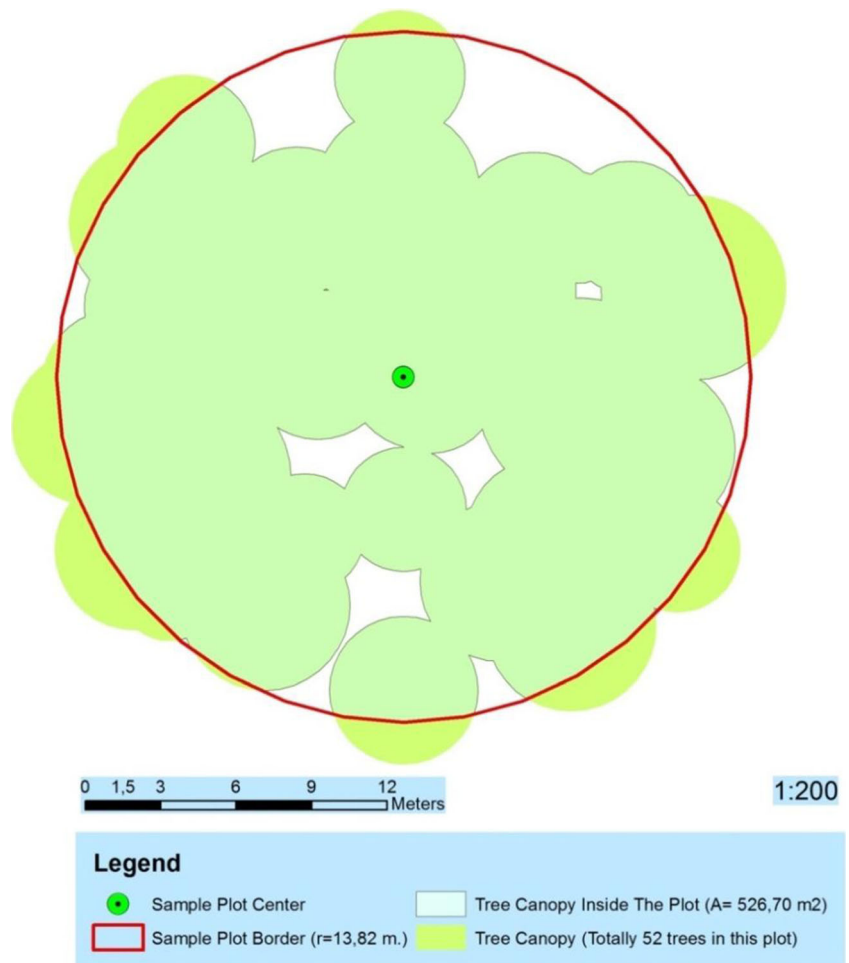 0 1,5 3 6 9 12
Meters
1:200
Legend
Sample Plot Center
Tree Canopy Inside The Plot (A= 526,70 m2)
Sample Plot Border (r=13,82 m.)
Tree Canopy (Totally 52 trees in this plot)